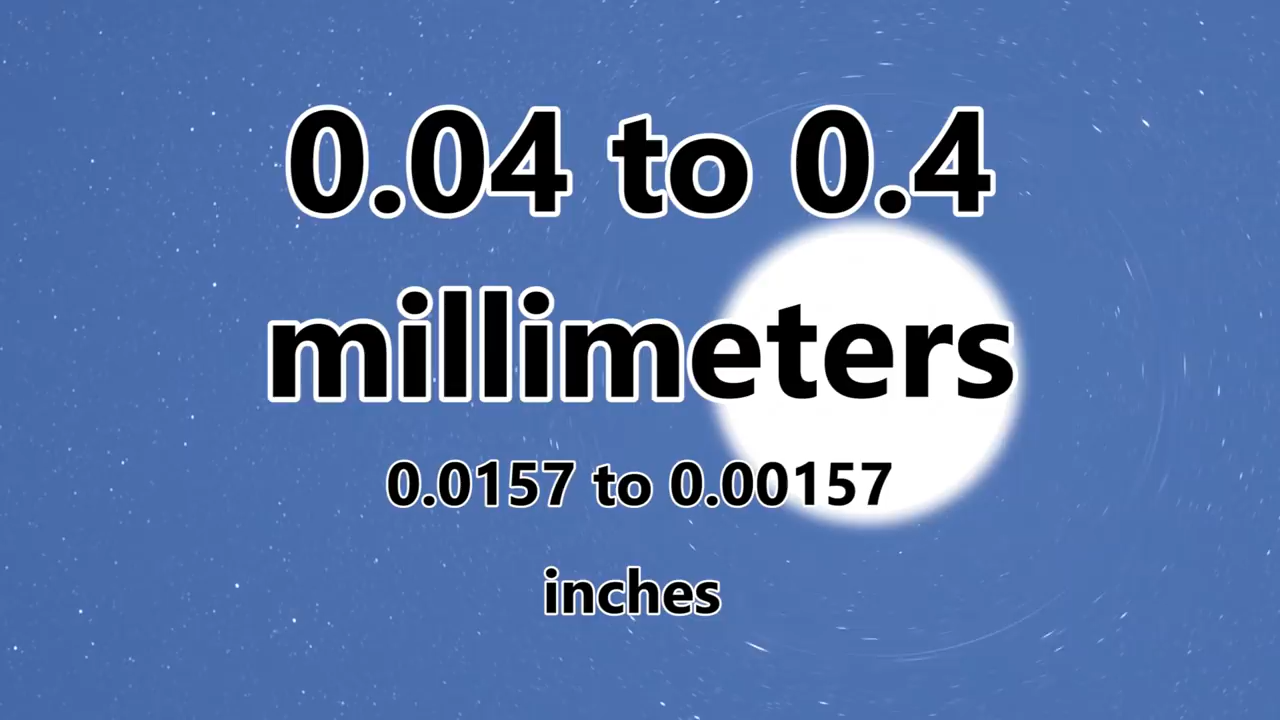 0.04 to 0.4
millimeters
0.0157 to 0.00157
inches